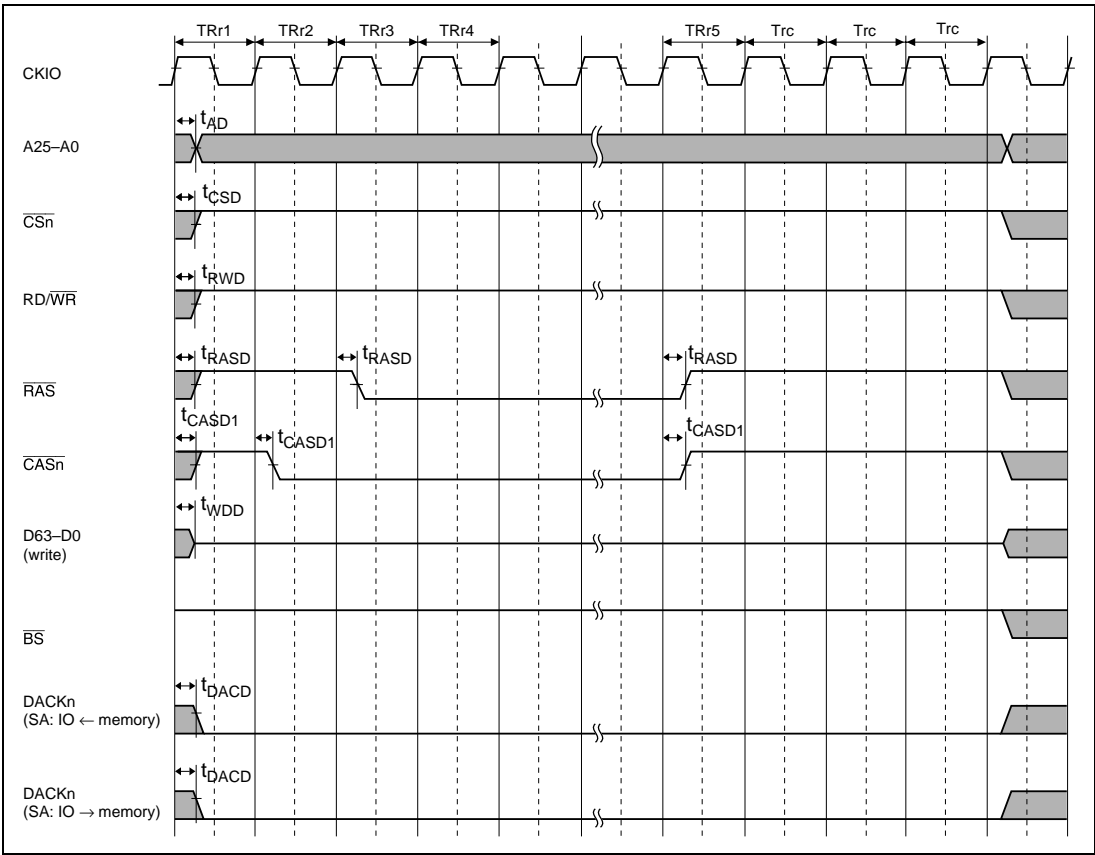 TRr1 TRr2 TRr3 TRr4 TRr5 Trc Trc Trc
CKIO
tAD
A25–A0
tCSD
CSn
tRWD
RD/WR
tRASD tRASD tRASD
RAS
tCASD1 tCASD1 tCASD1
CASn
tWDD
D63–D0
(write)
BS
tDACD
DACKn
(SA: IO ← memory)
tDACD
DACKn
(SA: IO → memory)